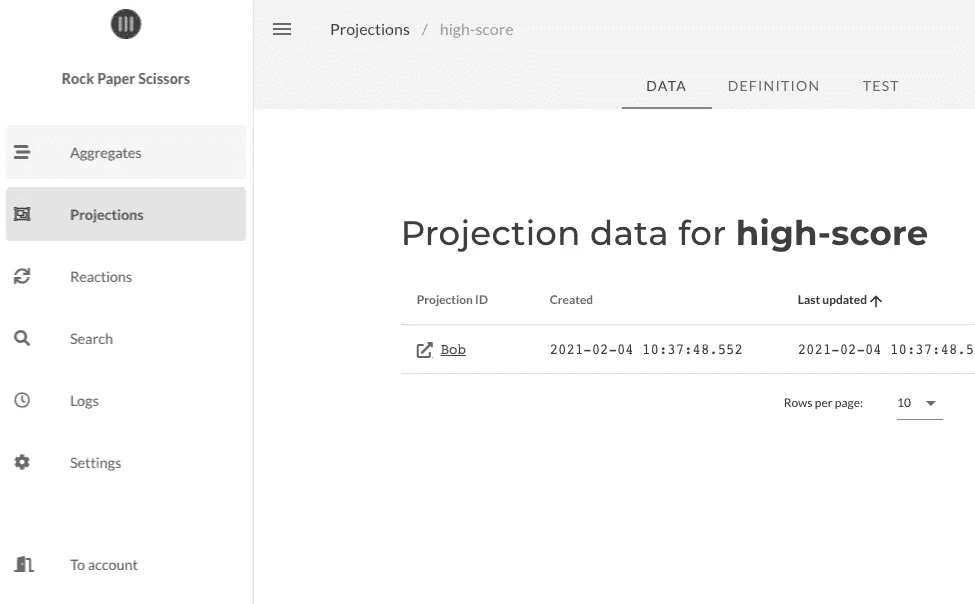 Rock Paper Scissors
Aggregates
Projections
Reactions
Search
Logs
Settings
To account
Projections / high-score
DATA DEFINITION TEST
Projection data for high-score
Projection ID Created Last updated
Bob 2021-02-04 10:37:48.552 2021-02-04 10:37:48.5
Rows per page: 10